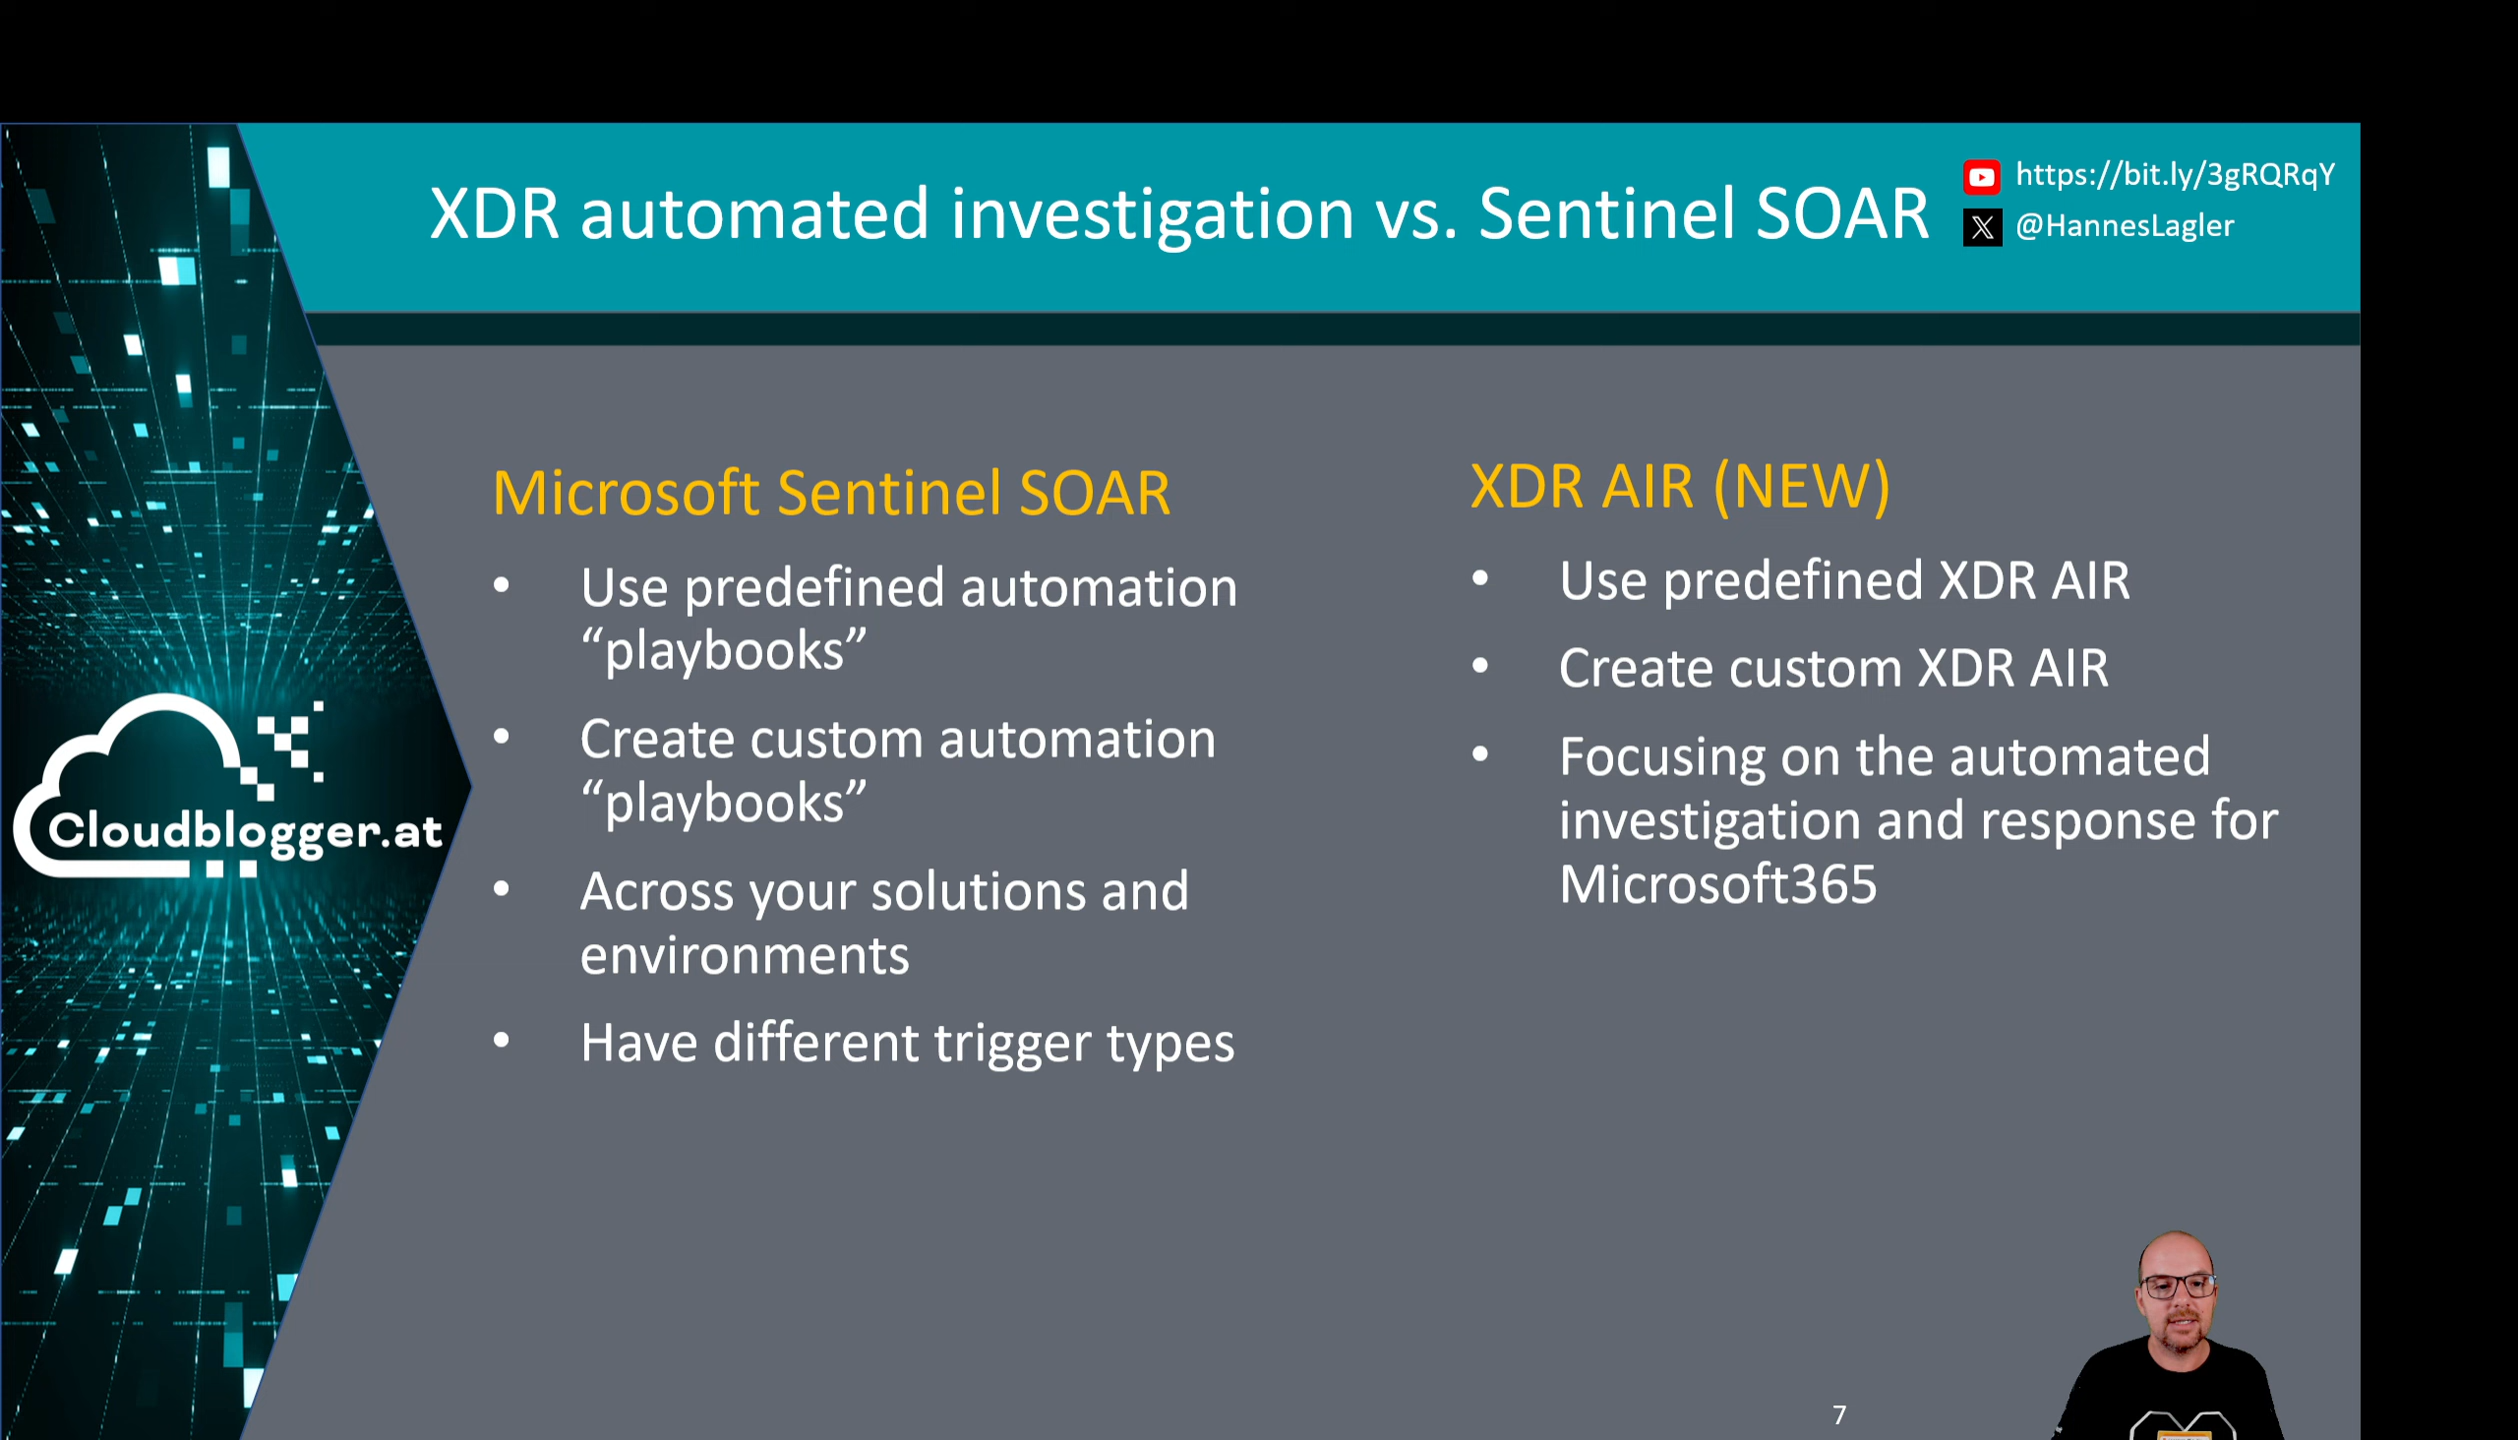 XDR automated investigation vs. Sentinel SOAR
https://bit.ly/3gRQRqY
@HannesLagler
Microsoft Sentinel SOAR
• Use predefined automation
“playbooks”
• Create custom automation
“playbooks”
• Across your solutions and
environments
• Have different trigger types
XDR AIR (NEW)
• Use predefined XDR AIR
• Create custom XDR AIR
• Focusing on the automated
investigation and response for
Microsoft365
Cloudblogger.at
7